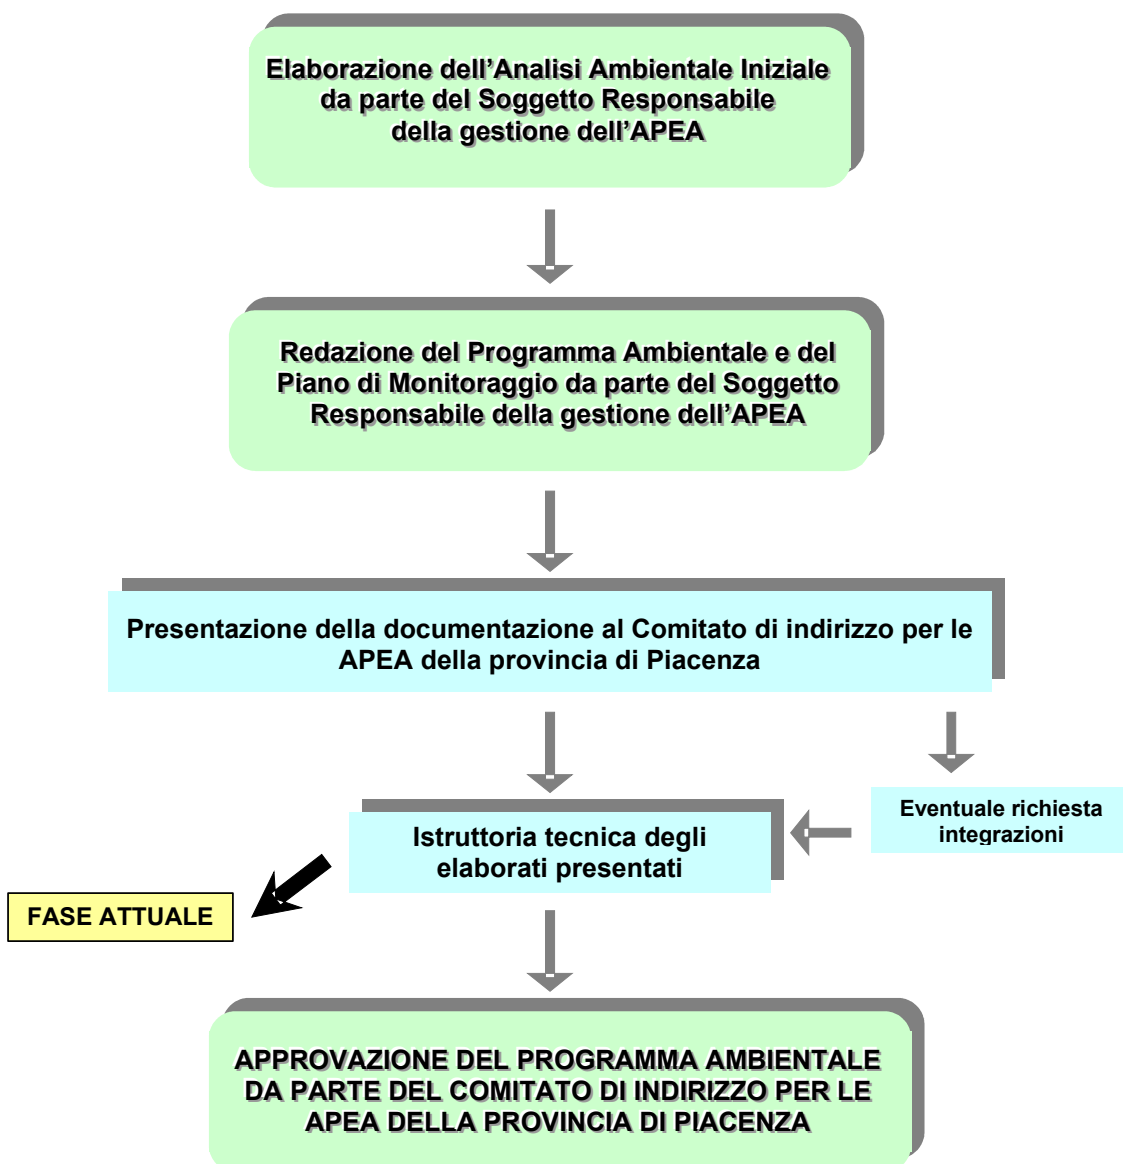 Elaborazione dell’Analisi Ambientale Iniziale
da parte del Soggetto Responsabile
della gestione dell’APEA
Redazione del Programma Ambientale e del
Piano di Monitoraggio da parte del Soggetto
Responsabile della gestione dell’APEA
Presentazione della documentazione al Comitato di indirizzo per le
APEA della provincia di Piacenza
Eventuale richiesta
integrazioni
Istruttoria tecnica degli
elaborati presentati
FASE ATTUALE
APPROVAZIONE DEL PROGRAMMA AMBIENTALE
DA PARTE DEL COMITATO DI INDIRIZZO PER LE
APEA DELLA PROVINCIA DI PIACENZA